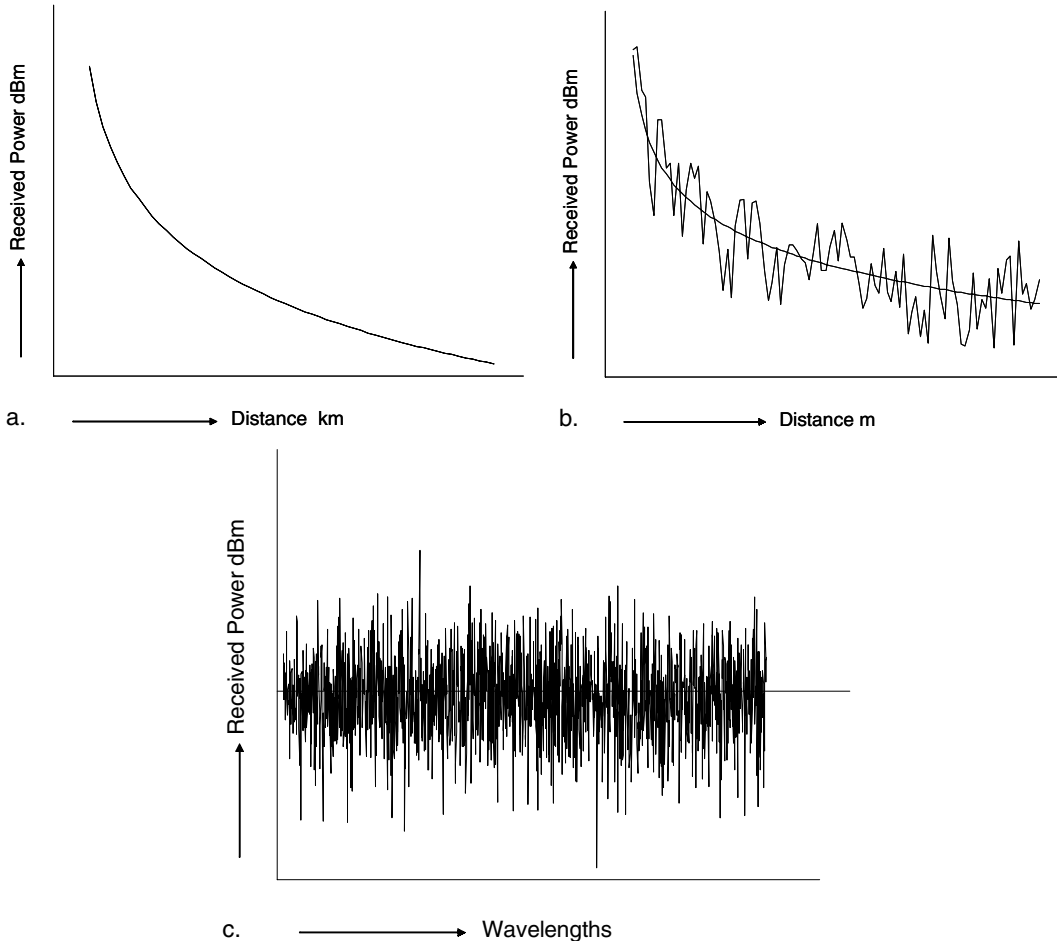 Received Power dBm
a.
Distance km
Received Power dBm
b.
Distance m
Received Power dBm
c.
Wavelengths